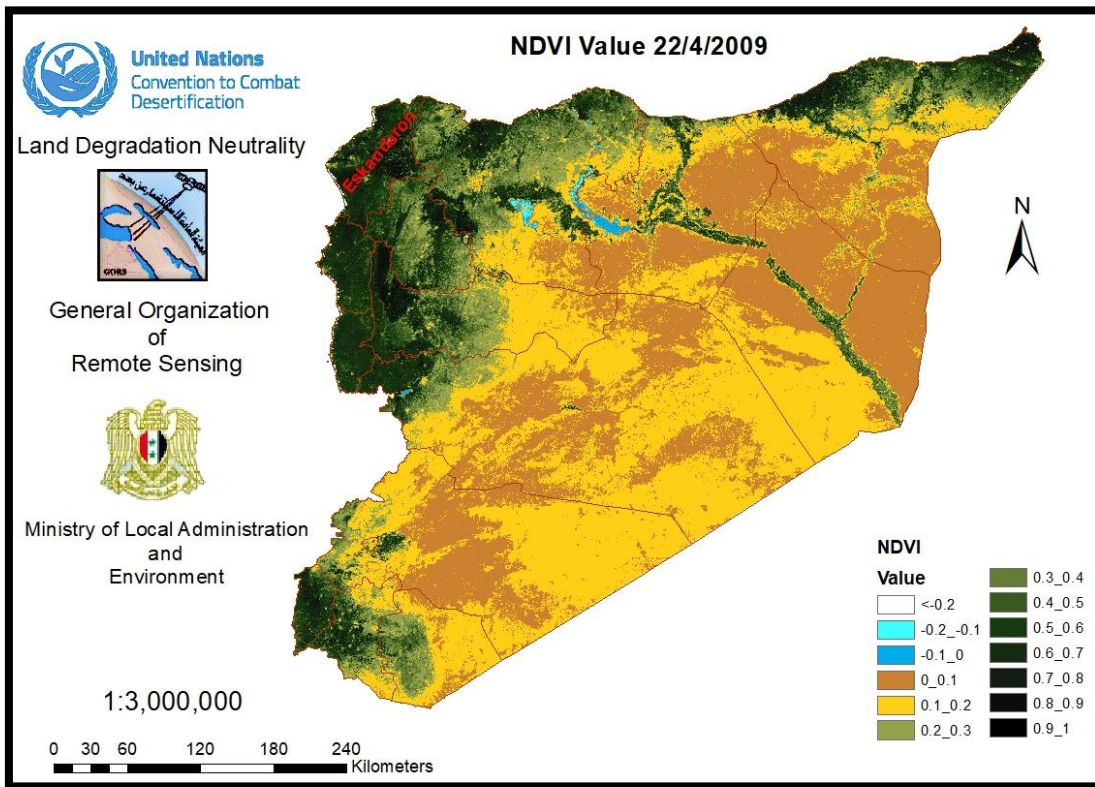 NDVI Value 22/4/2009
United Nations
Convention to Combat
Desertification
Land Degradation Neutrality
GORS
General Organization
of
Remote Sensing
Ministry of Local Administration
and
Environment
1:3,000,000
0 30 60 120 180 240
Kilometers
Eskandaron
N
NDVI
Value
<-0.2
-0.2_-0.1
-0.1_0
0_0.1
0.1_0.2
0.2_0.3
0.3_0.4
0.4_0.5
0.5_0.6
0.6_0.7
0.7_0.8
0.8_0.9
0.9_1